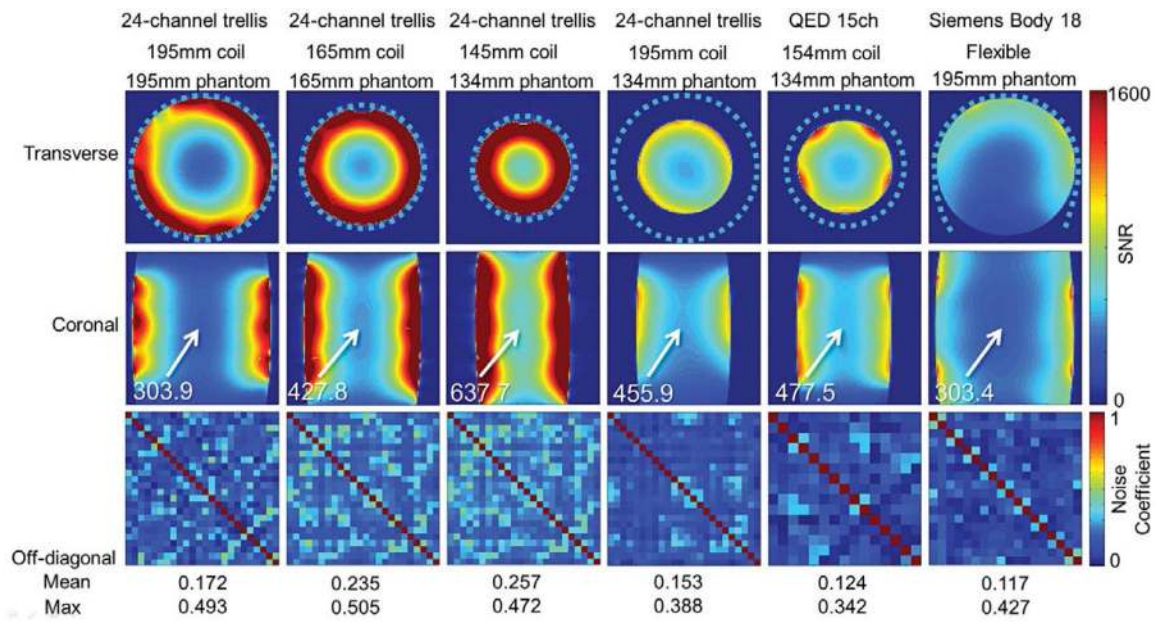 24-channel trellis 24-channel trellis 24-channel trellis 24-channel trellis QED 15ch Siemens Body 18
195mm coil 165mm coil 145mm coil 195mm coil 154mm coil Flexible
195mm phantom 165mm phantom 134mm phantom 134mm phantom 134mm phantom 195mm phantom
1600
Transverse
SNR
Coronal
303.9 427.8 637.7 455.9 477.5 303.4
0
1
Noise
Coefficient
Off-diagonal
0
Mean 0.172 0.235 0.257 0.153 0.124 0.117
Max 0.493 0.505 0.472 0.388 0.342 0.427